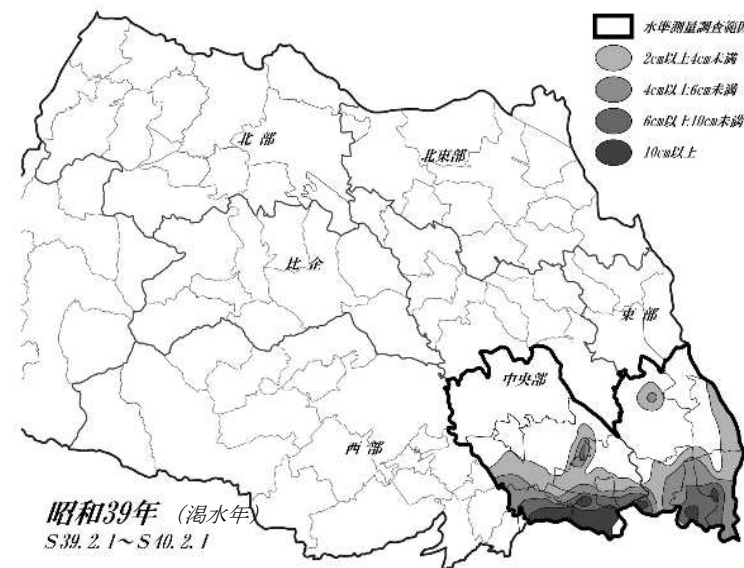 水準測量調査範囲
2cm以上4cm未満
4cm以上6cm未満
6cm以上10cm未満
10cm以上
北部
北東部
比企
東部
中央部
西部
昭和39年 (渇水年)
S39.2.1～S40.2.1